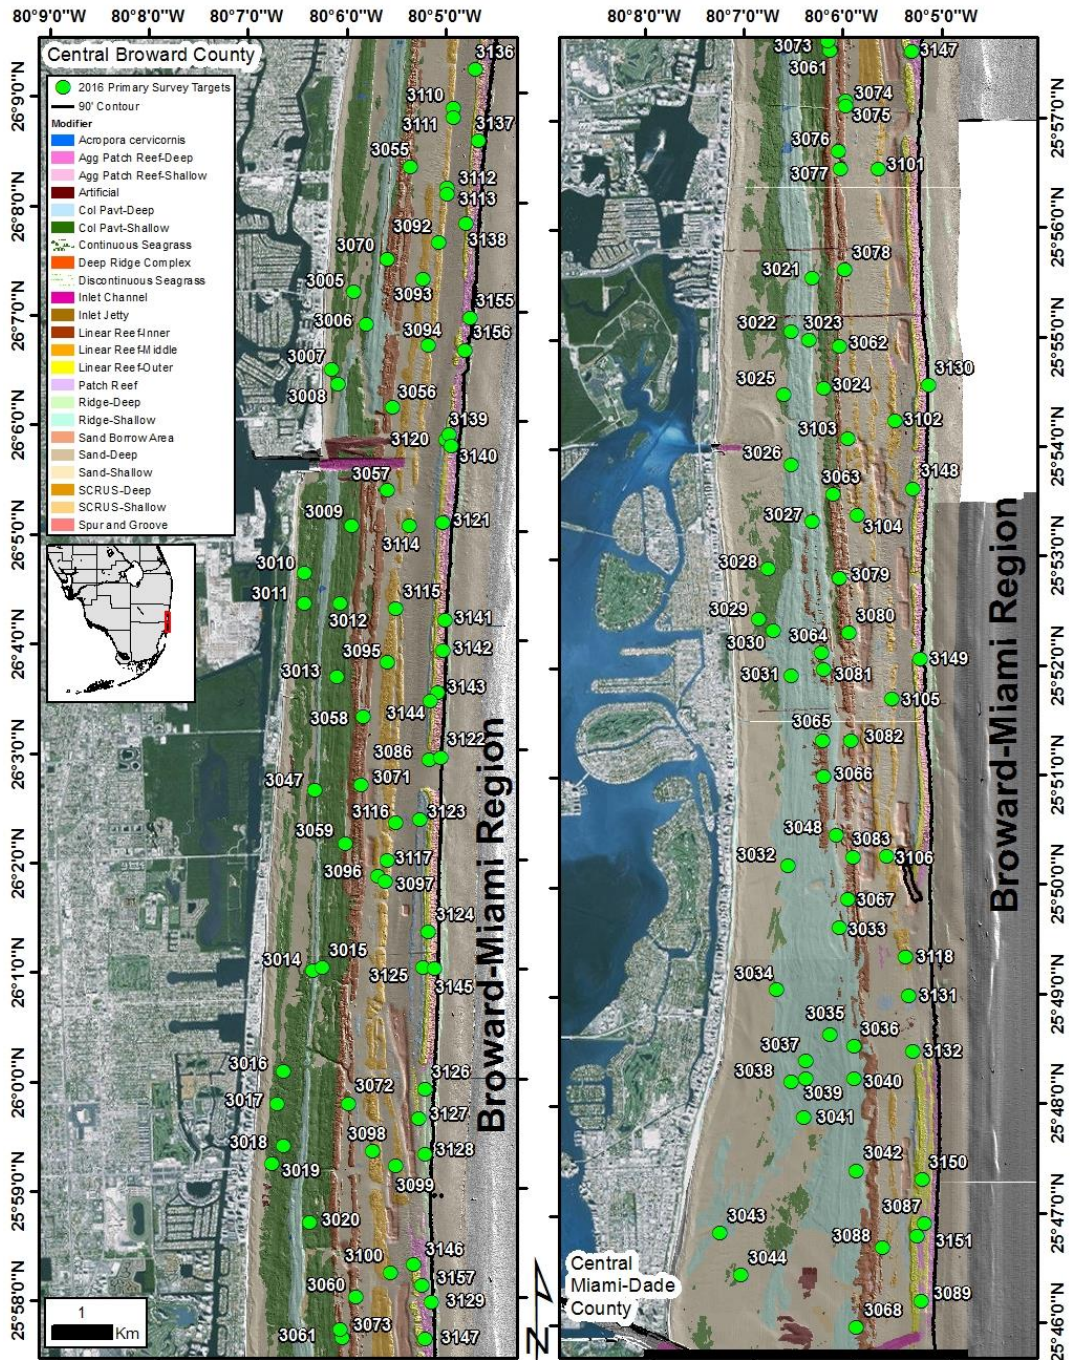 80°9'0"W 80°8'0"W 80°7'0"W 80°6'0"W 80°5'0"W
80°8'0"W 80°7'0"W 80°6'0"W 80°5'0"W
Central Broward County
2016 Primary Survey Targets
90' Contour
Modifier
Acropora cervicornis
Agg Patch Reef-Deep
Agg Patch Reef-Shallow
Artificial
Col Pavt-Deep
Col Pavt-Shallow
Continuous Seagrass
Deep Ridge Complex
Discontinuous Seagrass
Inlet Channel
Inlet Jetty
Linear Reef-Inner
Linear Reef-Middle
Linear Reef-Outer
Patch Reef
Ridge-Deep
Ridge-Shallow
Sand Borrow Area
Sand-Deep
Sand-Shallow
SCRUS-Deep
SCRUS-Shallow
Spur and Groove
1
Km
26°9'0"N
26°8'0"N
26°7'0"N
26°6'0"N
26°5'0"N
26°4'0"N
26°3'0"N
26°2'0"N
26°1'0"N
26°0'0"N
25°59'0"N
25°58'0"N
3136
3110
3111
3137
3055
3112
3113
3092
3138
3070
3005
3093
3155
3006
3094
3156
3007
3008
3056
3139
3120
3140
3057
3009
3121
3114
3010
3011
3115
3012
3141
3095
3142
3013
3143
3058
3144
3086
3122
3047
3071
3116
3123
3059
3117
3096
3097
3124
3015
3014
3125
3145
3016
3072
3126
3017
3127
3098
3018
3128
3019
3099
3020
3146
3100
3157
3060
3129
3073
3061
3147
Broward-Miami Region
N
3073
3147
3061
3074
3075
3076
3101
3077
3078
3021
3022
3023
3062
3025
3024
3130
3102
3103
3026
3063
3148
3027
3104
3028
3079
3029
3080
3030
3064
3149
3031
3081
3105
3065
3082
3066
3048
3083
3032
3106
3067
3033
3118
3034
3131
3035
3036
3037
3132
3038
3039
3040
3041
3042
3150
3043
3087
3088
3151
3044
3089
3068
Broward-Miami Region
Central
Miami-Dade
County
25°57'0"N
25°56'0"N
25°55'0"N
25°54'0"N
25°53'0"N
25°52'0"N
25°51'0"N
25°50'0"N
25°49'0"N
25°48'0"N
25°47'0"N
25°46'0"N